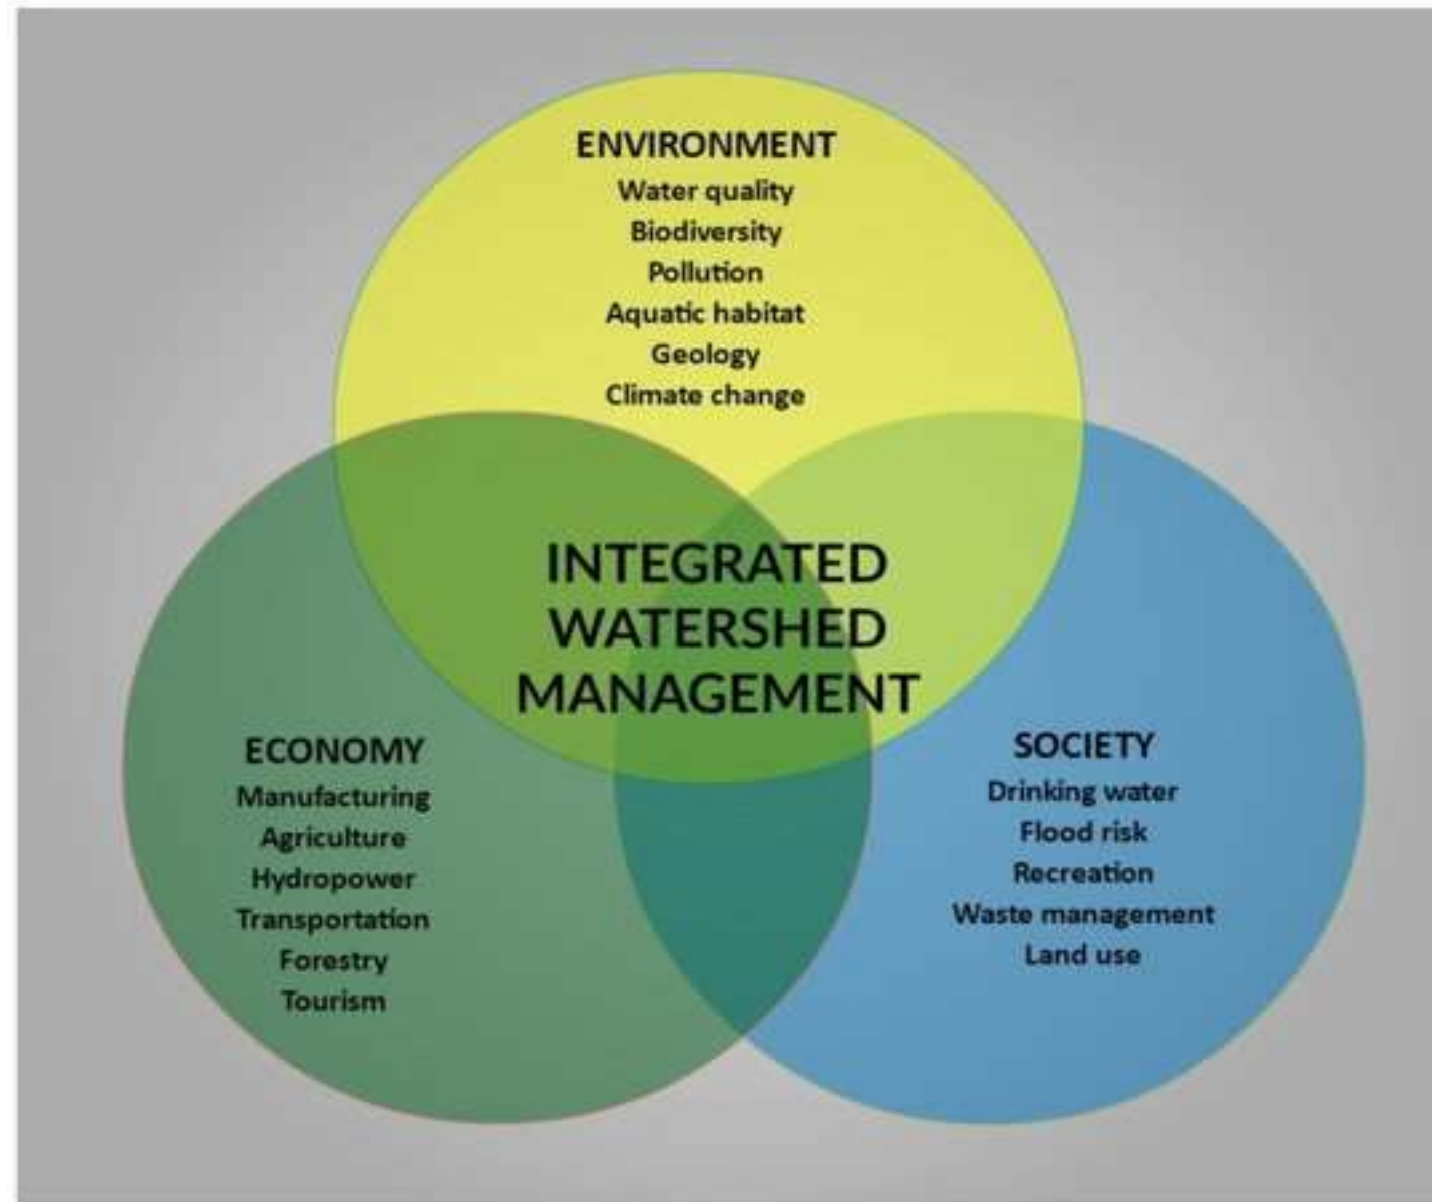 ENVIRONMENT
Water quality
Biodiversity
Pollution
Aquatic habitat
Geology
Climate change
INTEGRATED
WATERSHED
MANAGEMENT
ECONOMY
Manufacturing
Agriculture
Hydropower
Transportation
Forestry
Tourism
SOCIETY
Drinking water
Flood risk
Recreation
Waste management
Land use